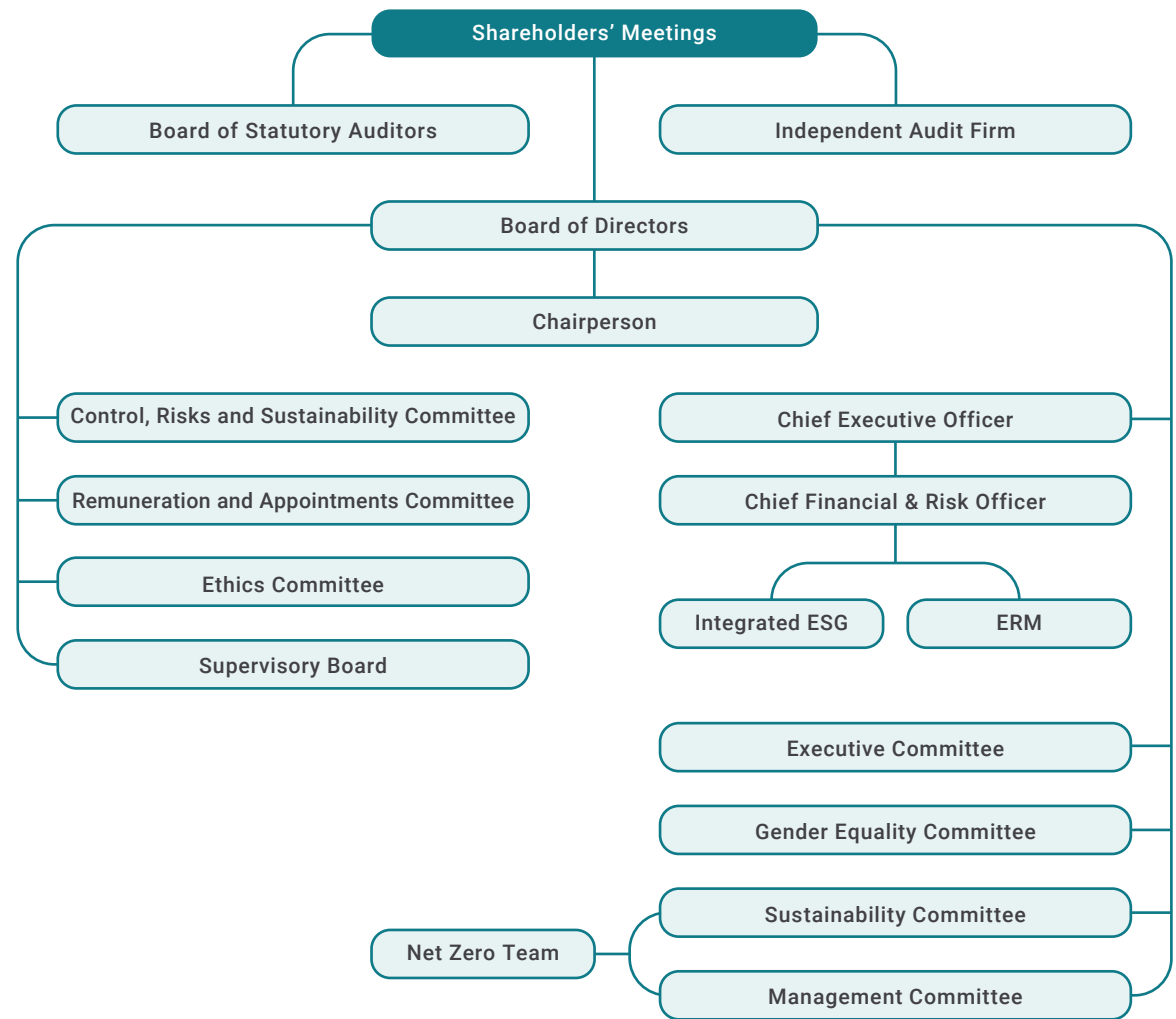 Shareholders’ Meetings
Board of Statutory Auditors
Independent Audit Firm
Board of Directors
Chairperson
Control, Risks and Sustainability Committee
Chief Executive Officer
Remuneration and Appointments Committee
Chief Financial & Risk Officer
Ethics Committee
Integrated ESG
ERM
Supervisory Board
Executive Committee
Gender Equality Committee
Sustainability Committee
Net Zero Team
Management Committee